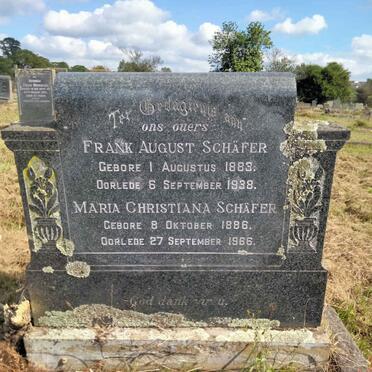 Ter Gedagtenis aan
ons ouers
FRANK AUGUST SCHÄFER
GEBORE 1 AUGUSTUS 1883.
OORLEDE 6 SEPTEMBER 1938.
MARIA CHRISTIANA SCHÄFER
GEBORE 8 OKTOBER 1886.
OORLEDE 27 SEPTEMBER 1966.
God dank vir u.